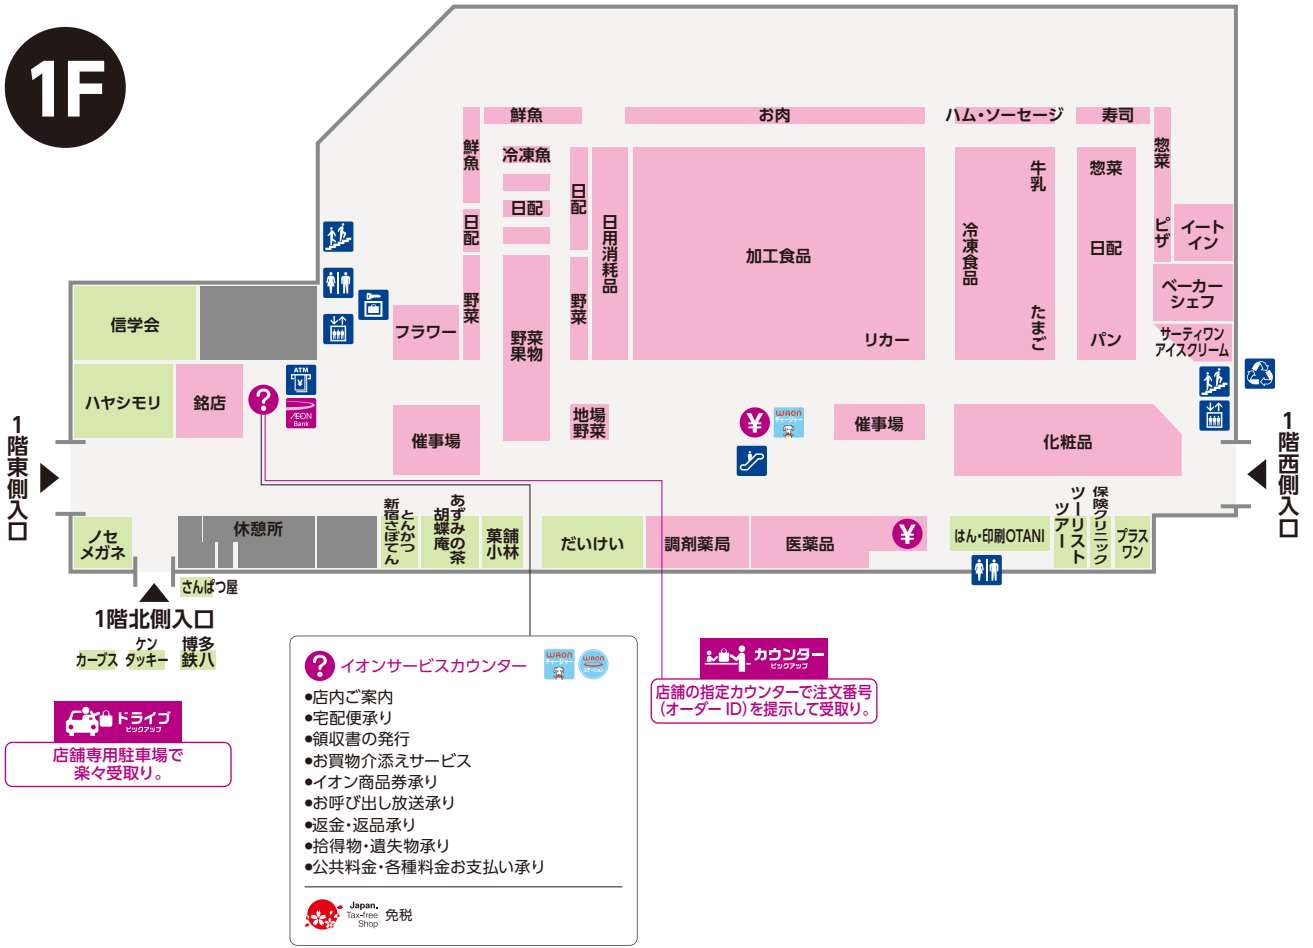 1F
鮮魚
お肉
ハム・ソーセージ
寿司
鮮魚
冷凍魚
日配
日配
日配
野菜
野菜
果物
野菜
日用消耗品
加工食品
リカー
冷凍食品
牛乳
たまご
惣菜
日配
パン
惣菜
ピザ
イート
イン
ベーカー
シェフ
サーティワン
アイスクリーム
信学会
フラワー
ハヤシモリ
銘店
ATM
ÆON
Bank
催事場
地場
野菜
WAON
チャージャー
催事場
化粧品
1階東側入口
1階西側入口
ノセ
メガネ
休憩所
とんかつ
新宿さぼてん
あずみの茶
胡蝶庵
菓舗
小林
だいけい
調剤薬局
医薬品
はん・印刷OTANI
ツーリスト
ツアー
保険クリニック
プラス
ワン
さんぱつ屋
1階北側入口
カーブス
ケン
タッキー
博多
鉄八
ドライブ
ピックアップ
店舗専用駐車場で
楽々受取り。
イオンサービスカウンター
WAON
チャージャー
WAON
●店内ご案内
●宅配便承り
●領収書の発行
●お買物介添えサービス
●イオン商品券承り
●お呼び出し放送承り
●返金・返品承り
●拾得物・遺失物承り
●公共料金・各種料金お支払い承り
Japan.
Tax-free
Shop
免税
カウンター
ピックアップ
店舗の指定カウンターで注文番号
（オーダー ID）を提示して受取り。